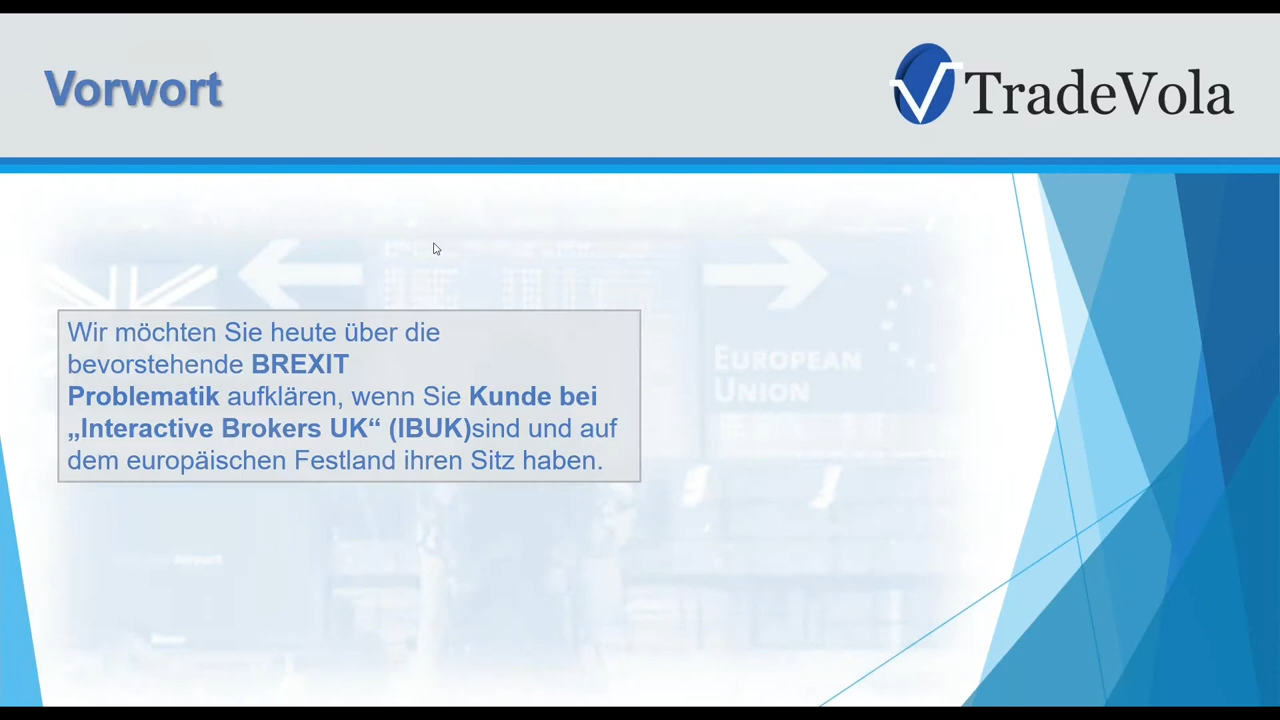 Vorwort
TradeVola
Wir möchten Sie heute über die
bevorstehende BREXIT
Problematik aufklären, wenn Sie Kunde bei
„Interactive Brokers UK“ (IBUK)sind und auf
dem europäischen Festland ihren Sitz haben.
EUROPEAN
UNION